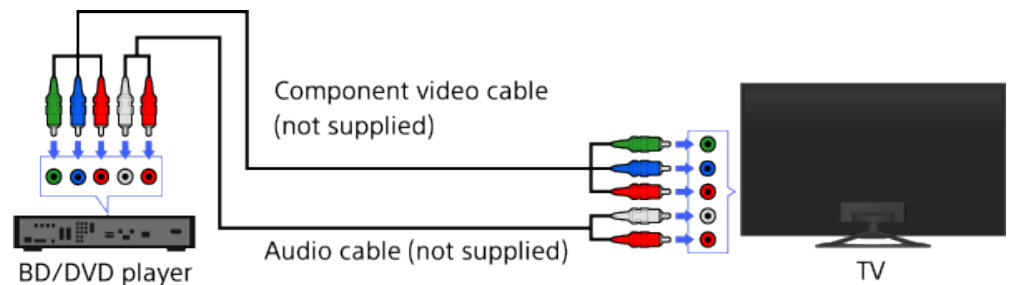 Component video cable
(not supplied)
Audio cable (not supplied)
BD/DVD player
TV